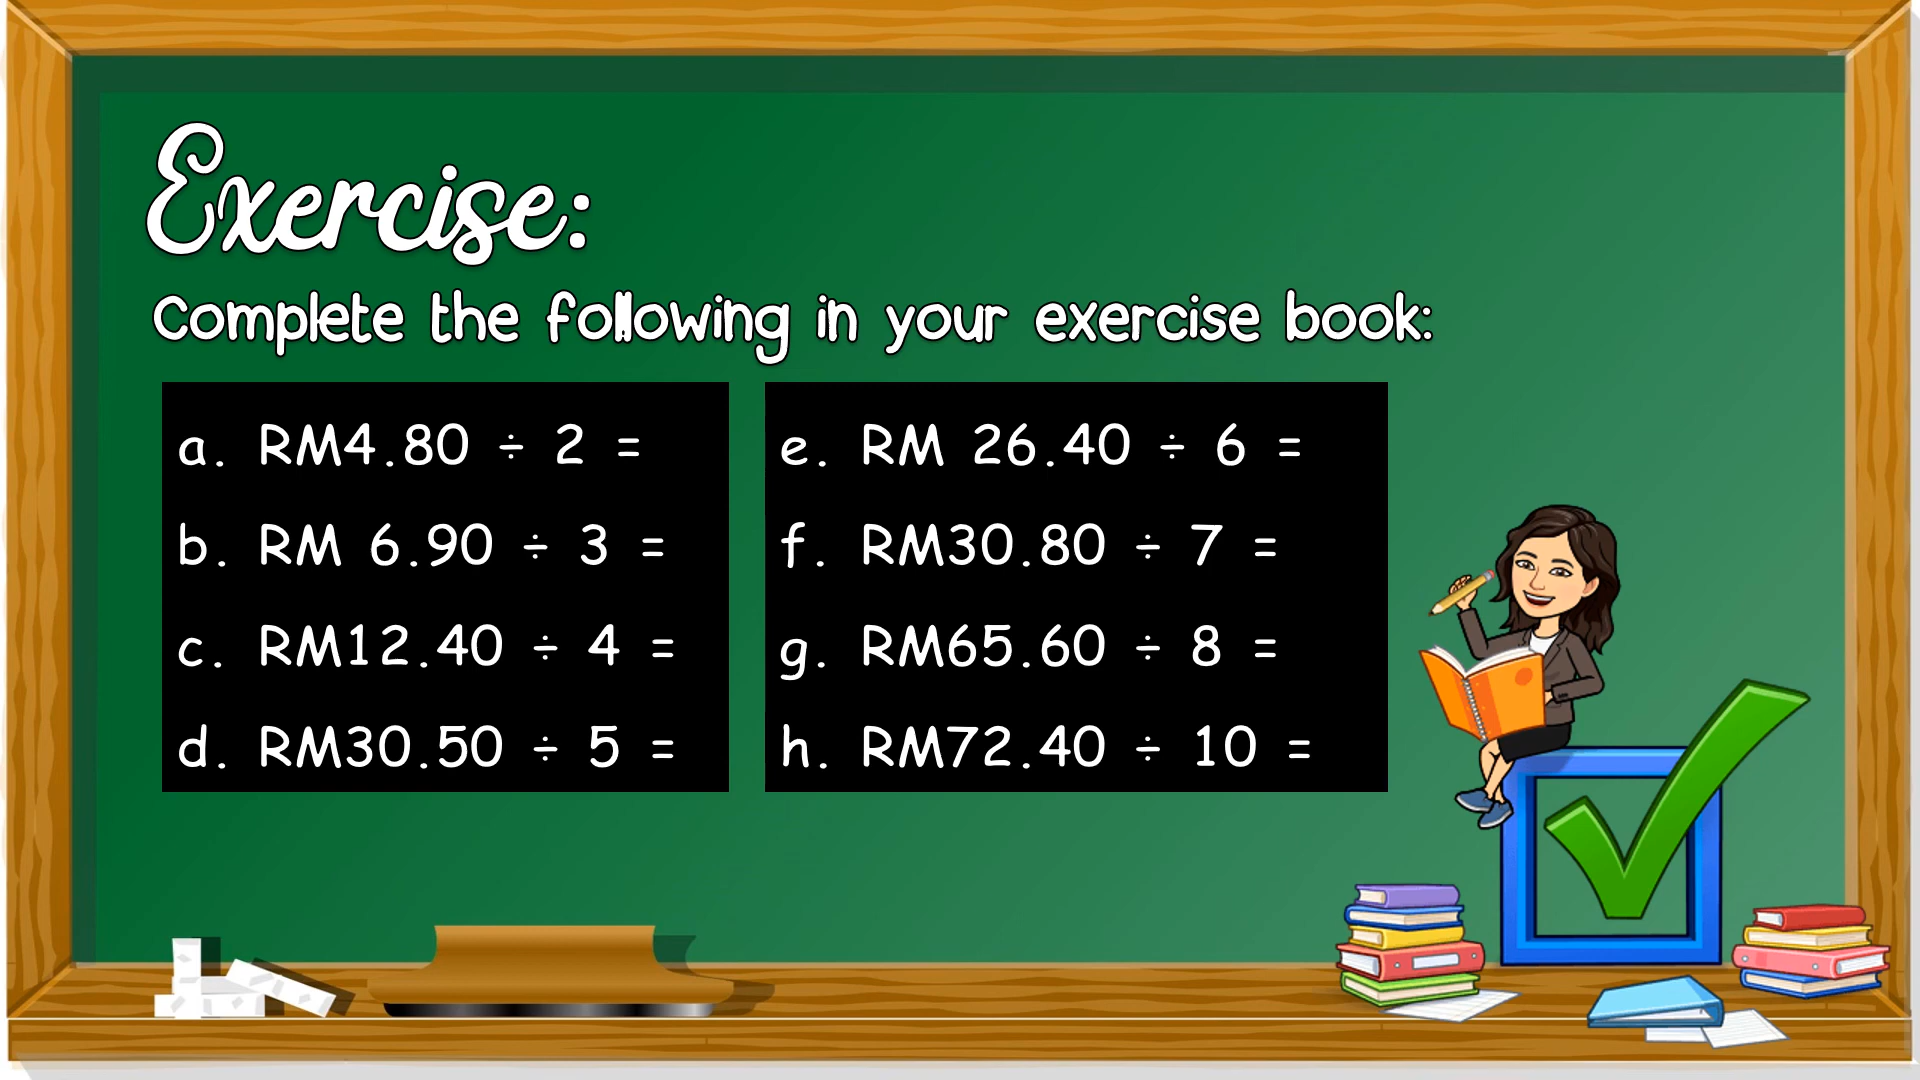 Exercise:
Complete the following in your exercise book:
a. RM4.80 ÷ 2 =
b. RM 6.90 ÷ 3 =
c. RM12.40 ÷ 4 =
d. RM30.50 ÷ 5 =
e. RM 26.40 ÷ 6 =
f. RM30.80 ÷ 7 =
g. RM65.60 ÷ 8 =
h. RM72.40 ÷ 10 =